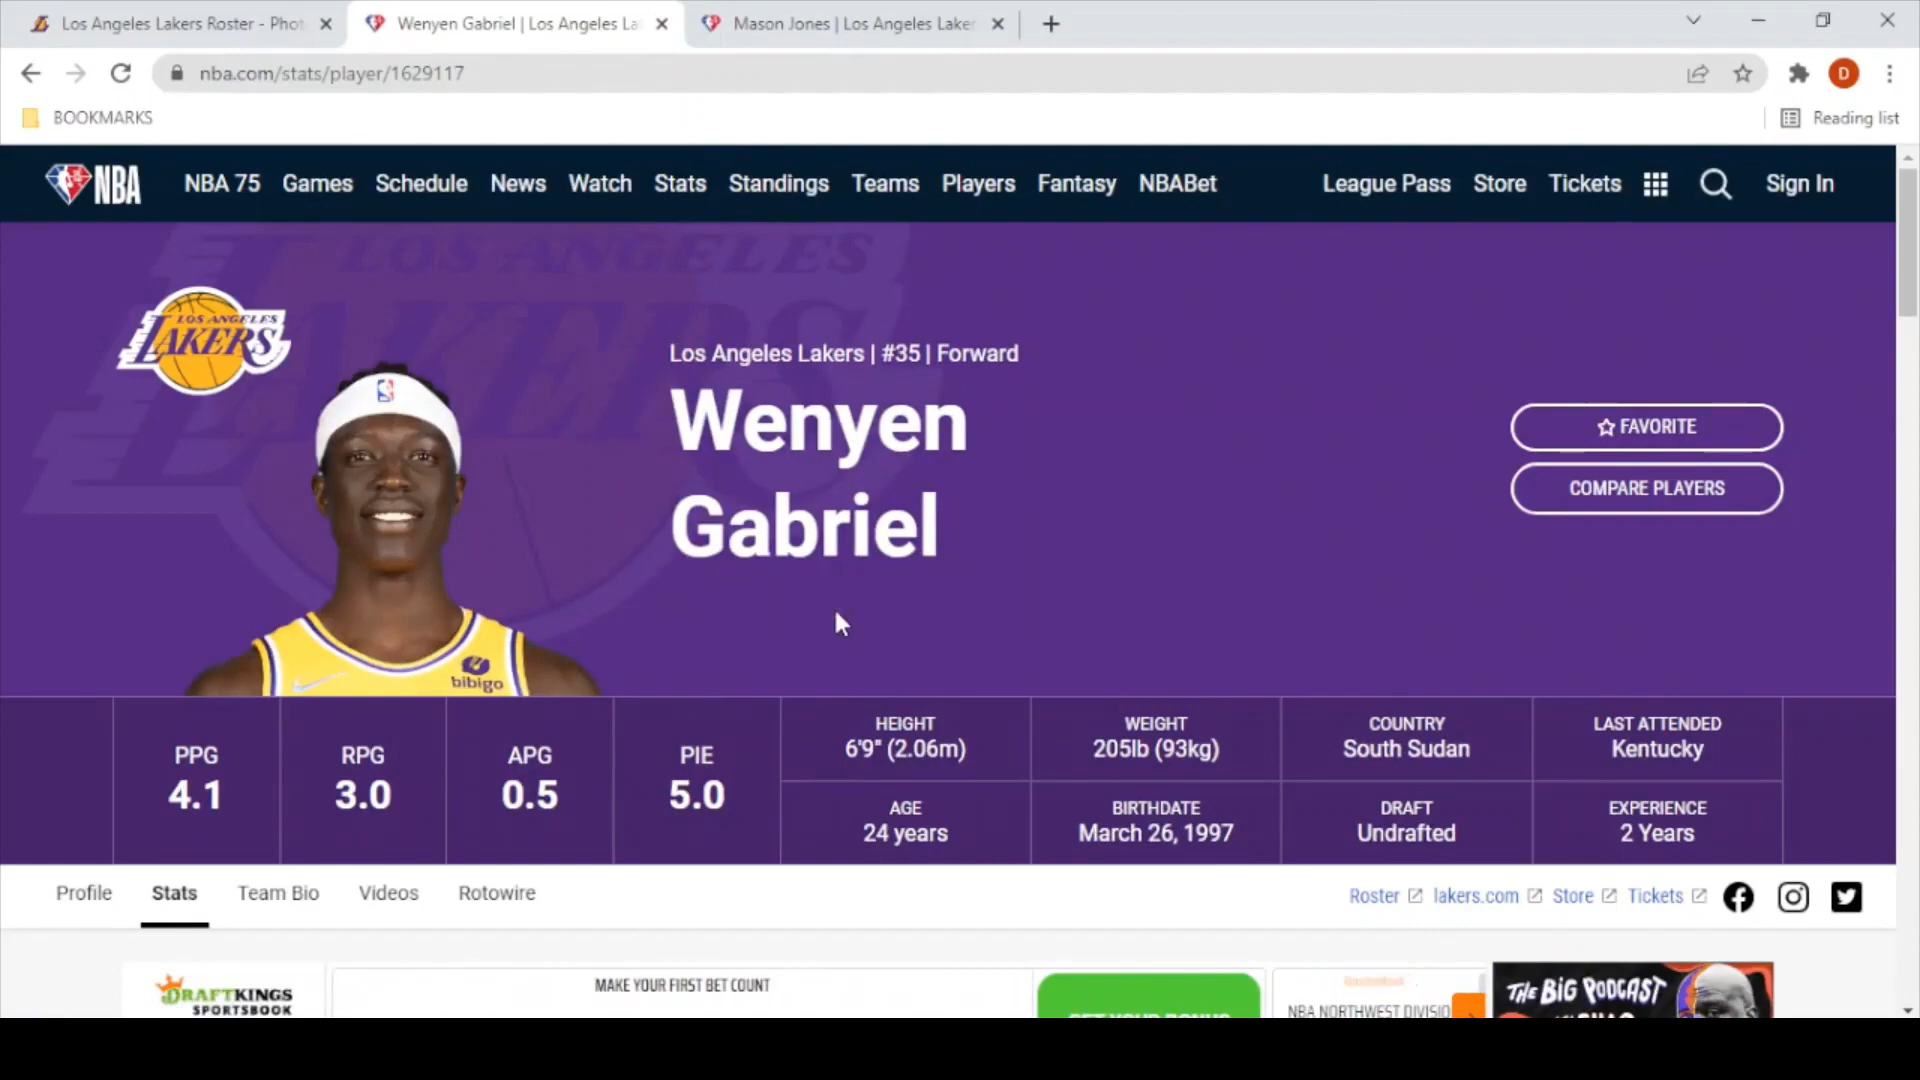 Los Angeles Lakers Roster - Phot
Wenyen Gabriel | Los Angeles La
Mason Jones | Los Angeles Laker
nba.com/stats/player/1629117
D
BOOKMARKS
Reading list
NBA
NBA 75 Games Schedule News Watch Stats Standings Teams Players Fantasy NBABet
League Pass Store Tickets Sign In
LOS ANGELES
LAKERS
LOS ANGELES
LAKERS
Los Angeles Lakers | #35 | Forward
Wenyen
Gabriel
FAVORITE
COMPARE PLAYERS
bibigo
PPG
4.1
RPG
3.0
APG
0.5
PIE
5.0
HEIGHT
6'9" (2.06m)
WEIGHT
205lb (93kg)
COUNTRY
South Sudan
LAST ATTENDED
Kentucky
AGE
24 years
BIRTHDATE
March 26, 1997
DRAFT
Undrafted
EXPERIENCE
2 Years
Profile Stats Team Bio Videos Rotowire
Roster lakers.com Store Tickets
DRAFTKINGS
SPORTSBOOK
MAKE YOUR FIRST BET COUNT
GET YOUR BONUS
NBA NORTHWEST DIVISIO
THE BIG PODCAST